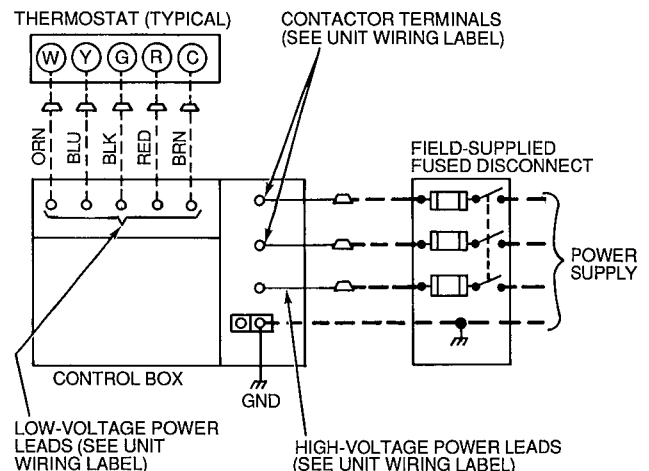 THERMOSTAT (TYPICAL)
W Y G R C
ORN BLU BLK RED BRN
CONTACTOR TERMINALS
(SEE UNIT WIRING LABEL)
FIELD-SUPPLIED
FUSED DISCONNECT
POWER
SUPPLY
CONTROL BOX
GND
LOW-VOLTAGE POWER
LEADS (SEE UNIT
WIRING LABEL)
HIGH-VOLTAGE POWER LEADS
(SEE UNIT WIRING LABEL)